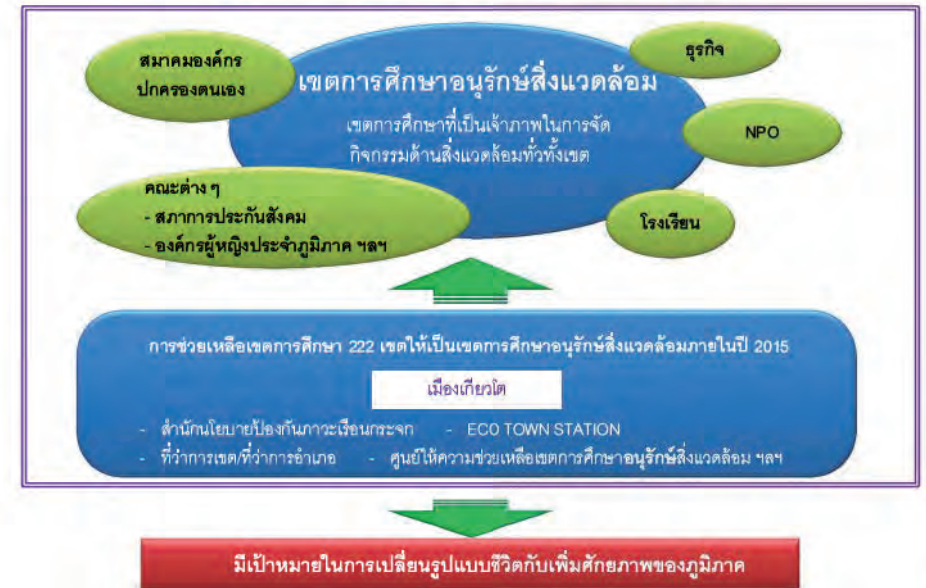 สมาคมองค์กร
ปกครองตนเอง
ธุรกิจ
เขตการศึกษาอนุรักษ์สิ่งแวดล้อม
เขตการศึกษาที่เป็นเจ้าภาพในการจัด
กิจกรรมด้านสิ่งแวดล้อมทั่วทั้งเขต
NPO
คณะต่าง ๆ
- สภาการประกันสังคม
- องค์กรผู้หญิงประจำภูมิภาค ฯลฯ
โรงเรียน
การช่วยเหลือเขตการศึกษา 222 เขตให้เป็นเขตการศึกษาอนุรักษ์สิ่งแวดล้อมภายในปี 2015
เมืองเกียวโต
- สำนักนโยบายป้องกันภาวะเรือนกระจก - ECO TOWN STATION
- ที่ว่าการเขต/ที่ว่าการอำเภอ - ศูนย์ให้ความช่วยเหลือเขตการศึกษาอนุรักษ์สิ่งแวดล้อม ฯลฯ
มีเป้าหมายในการเปลี่ยนรูปแบบชีวิตกับเพิ่มศักยภาพของภูมิภาค